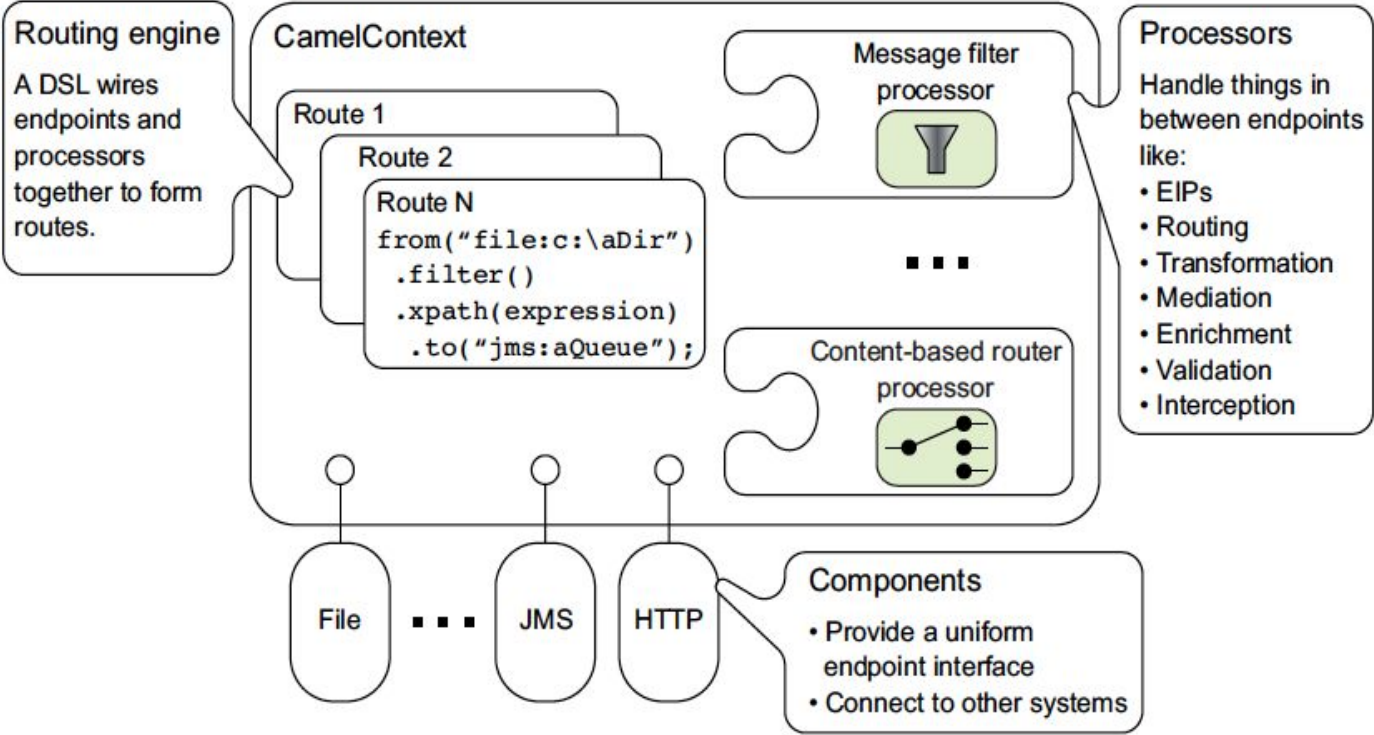 Routing engine
A DSL wires
endpoints and
processors
together to form
routes.
CamelContext
Route 1
Route 2
Route N
from(“file:c:\aDir”)
.filter()
.xpath(expression)
.to(“jms:aQueue”);
Message filter
processor
Content-based router
processor
Processors
Handle things in
between endpoints
like:
• EIPs
• Routing
• Transformation
• Mediation
• Enrichment
• Validation
• Interception
File
JMS
HTTP
Components
• Provide a uniform
endpoint interface
• Connect to other systems